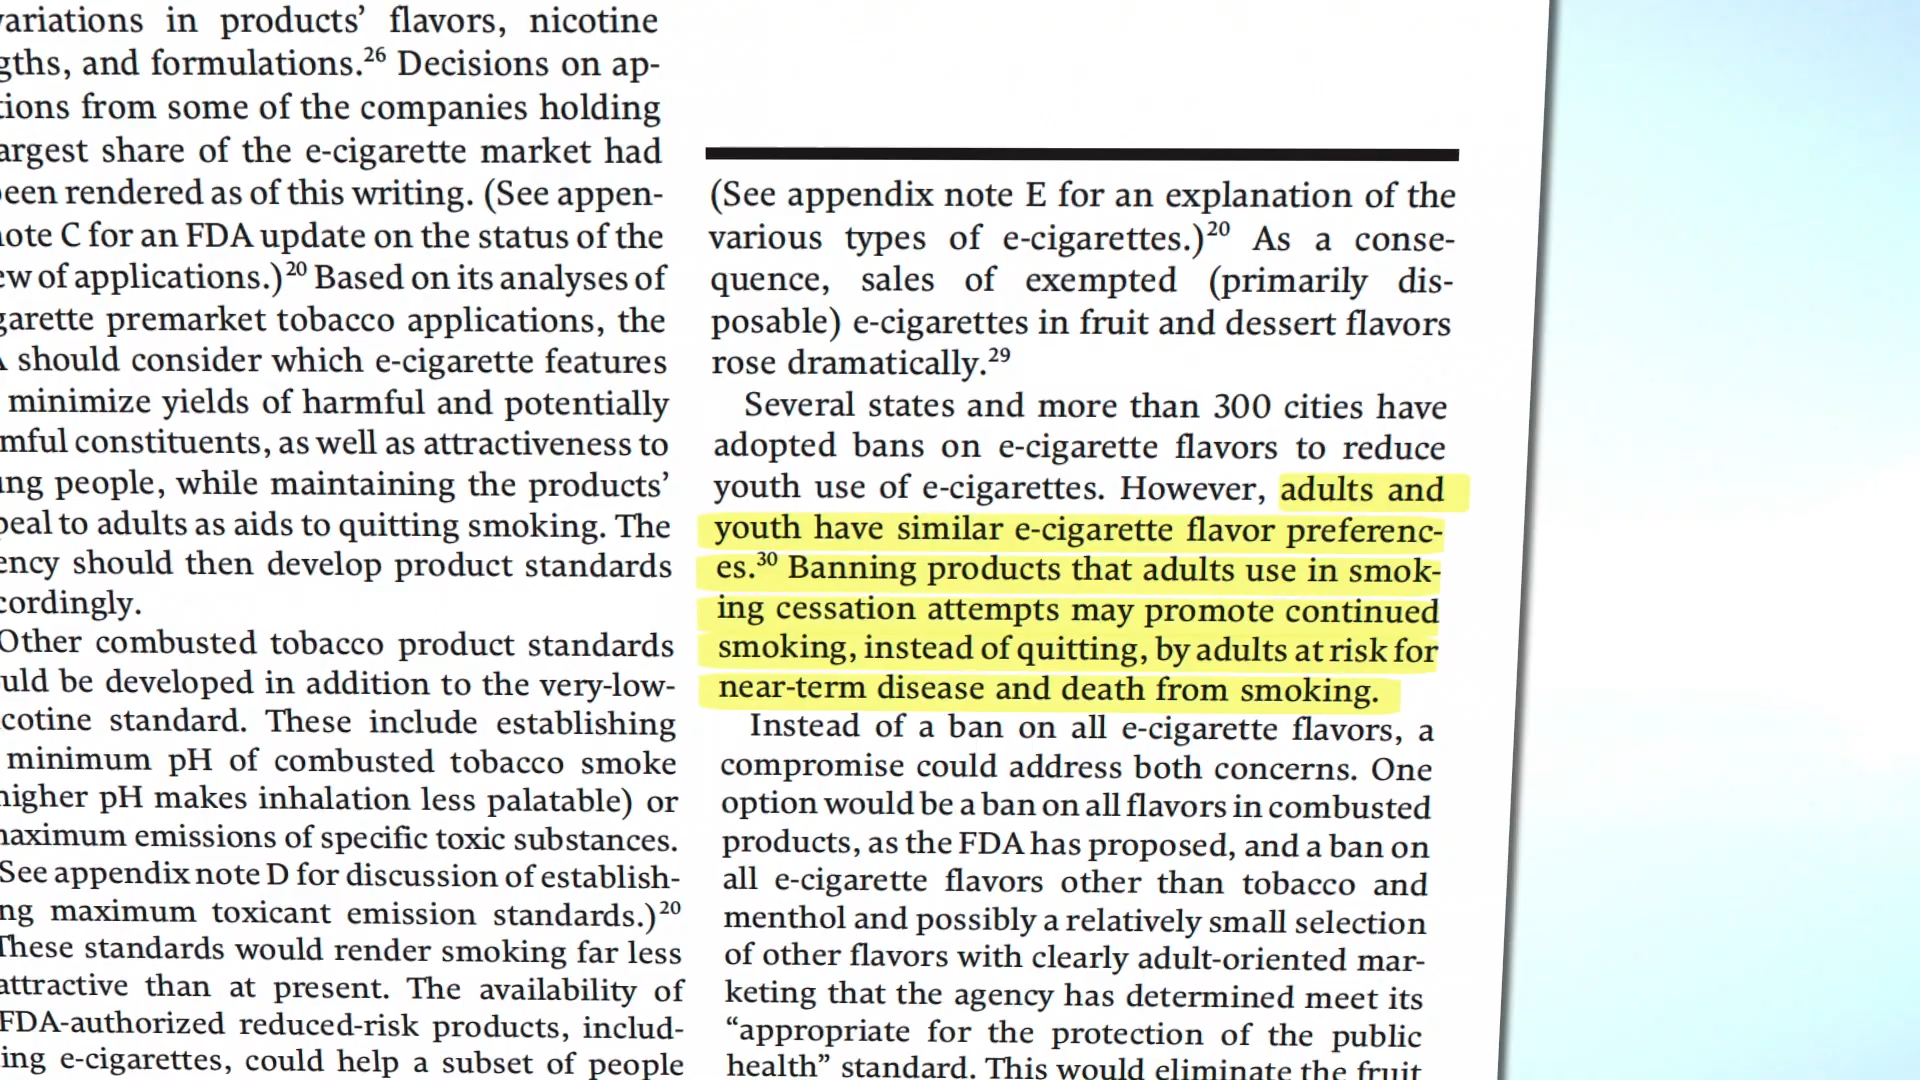 variations in products’ flavors, nicotine
gths, and formulations.26 Decisions on ap-
tions from some of the companies holding
argest share of the e-cigarette market had
been rendered as of this writing. (See appen-
note C for an FDA update on the status of the
ew of applications.)20 Based on its analyses of
garette premarket tobacco applications, the
A should consider which e-cigarette features
minimize yields of harmful and potentially
mful constituents, as well as attractiveness to
ung people, while maintaining the products’
peal to adults as aids to quitting smoking. The
ency should then develop product standards
cordingly.
Other combusted tobacco product standards
uld be developed in addition to the very-low-
cotine standard. These include establishing
minimum pH of combusted tobacco smoke
higher pH makes inhalation less palatable) or
maximum emissions of specific toxic substances.
See appendix note D for discussion of establish-
ng maximum toxicant emission standards.)20
These standards would render smoking far less
attractive than at present. The availability of
FDA-authorized reduced-risk products, includ-
ing e-cigarettes, could help a subset of people
(See appendix note E for an explanation of the
various types of e-cigarettes.)20 As a conse-
quence, sales of exempted (primarily dis-
posable) e-cigarettes in fruit and dessert flavors
rose dramatically.29
Several states and more than 300 cities have
adopted bans on e-cigarette flavors to reduce
youth use of e-cigarettes. However, adults and
youth have similar e-cigarette flavor preferenc-
es.30 Banning products that adults use in smok-
ing cessation attempts may promote continued
smoking, instead of quitting, by adults at risk for
near-term disease and death from smoking.
Instead of a ban on all e-cigarette flavors, a
compromise could address both concerns. One
option would be a ban on all flavors in combusted
products, as the FDA has proposed, and a ban on
all e-cigarette flavors other than tobacco and
menthol and possibly a relatively small selection
of other flavors with clearly adult-oriented mar-
keting that the agency has determined meet its
“appropriate for the protection of the public
health” standard. This would eliminate the fruit